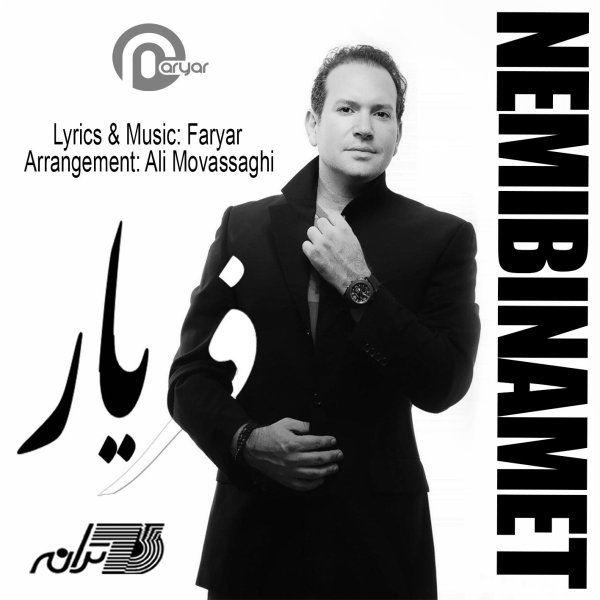 Faryar
Lyrics & Music: Faryar
Arrangement: Ali Movassaghi
فریار
ترانه
NEMIBINAMET